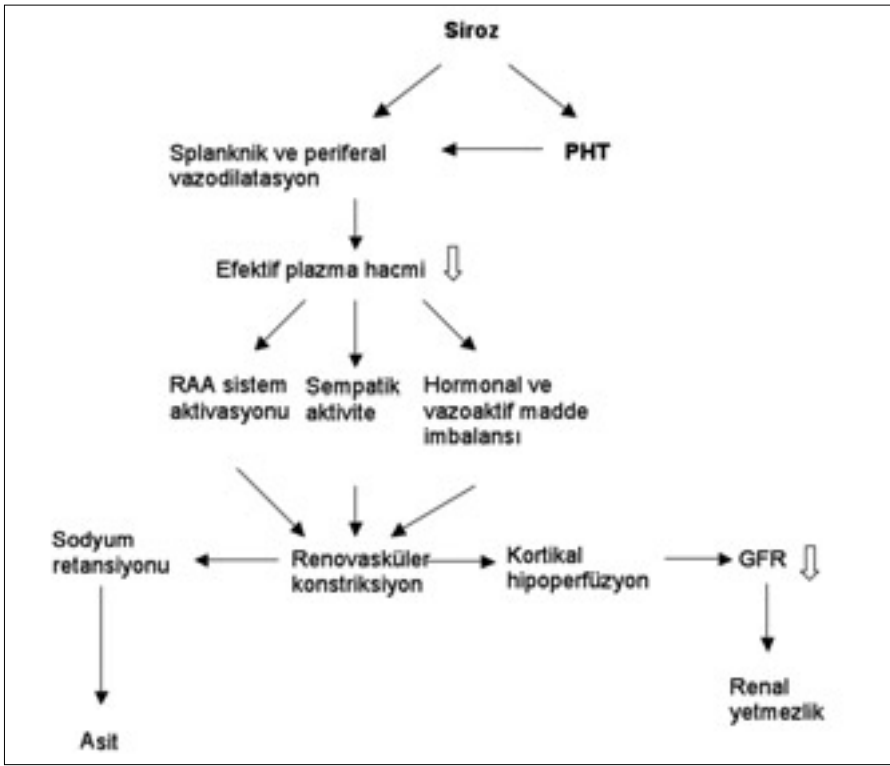 Siroz
Splanknik ve periferal
vazodilatasyon
PHT
Efektif plazma hacmi
RAA sistem
aktivasyonu
Sempatik
aktivite
Hormonal ve
vazoaktif madde
imbalansı
Sodyum
retansiyonu
Renovasküler
konstriksiyon
Kortikal
hipoperfüzyon
GFR
Renal
yetmezlik
Asit